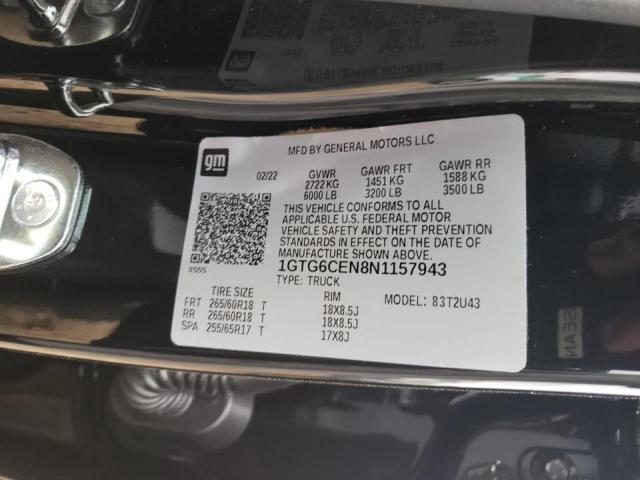 gm
MFD BY GENERAL MOTORS LLC
02/22 GVWR GAWR FRT GAWR RR
2722 KG 1451 KG 1588 KG
6000 LB 3200 LB 3500 LB
THIS VEHICLE CONFORMS TO ALL
APPLICABLE U.S. FEDERAL MOTOR
VEHICLE SAFETY AND THEFT PREVENTION
STANDARDS IN EFFECT ON THE DATE OF
MANUFACTURE SHOWN ABOVE.
8555 1GTG6CEN8N1157943
TYPE: TRUCK
TIRE SIZE RIM MODEL: 83T2U43
FRT 265/60R18 T 18X8.5J
RR 265/60R18 T 18X8.5J
SPA 255/65R17 T 17X8J